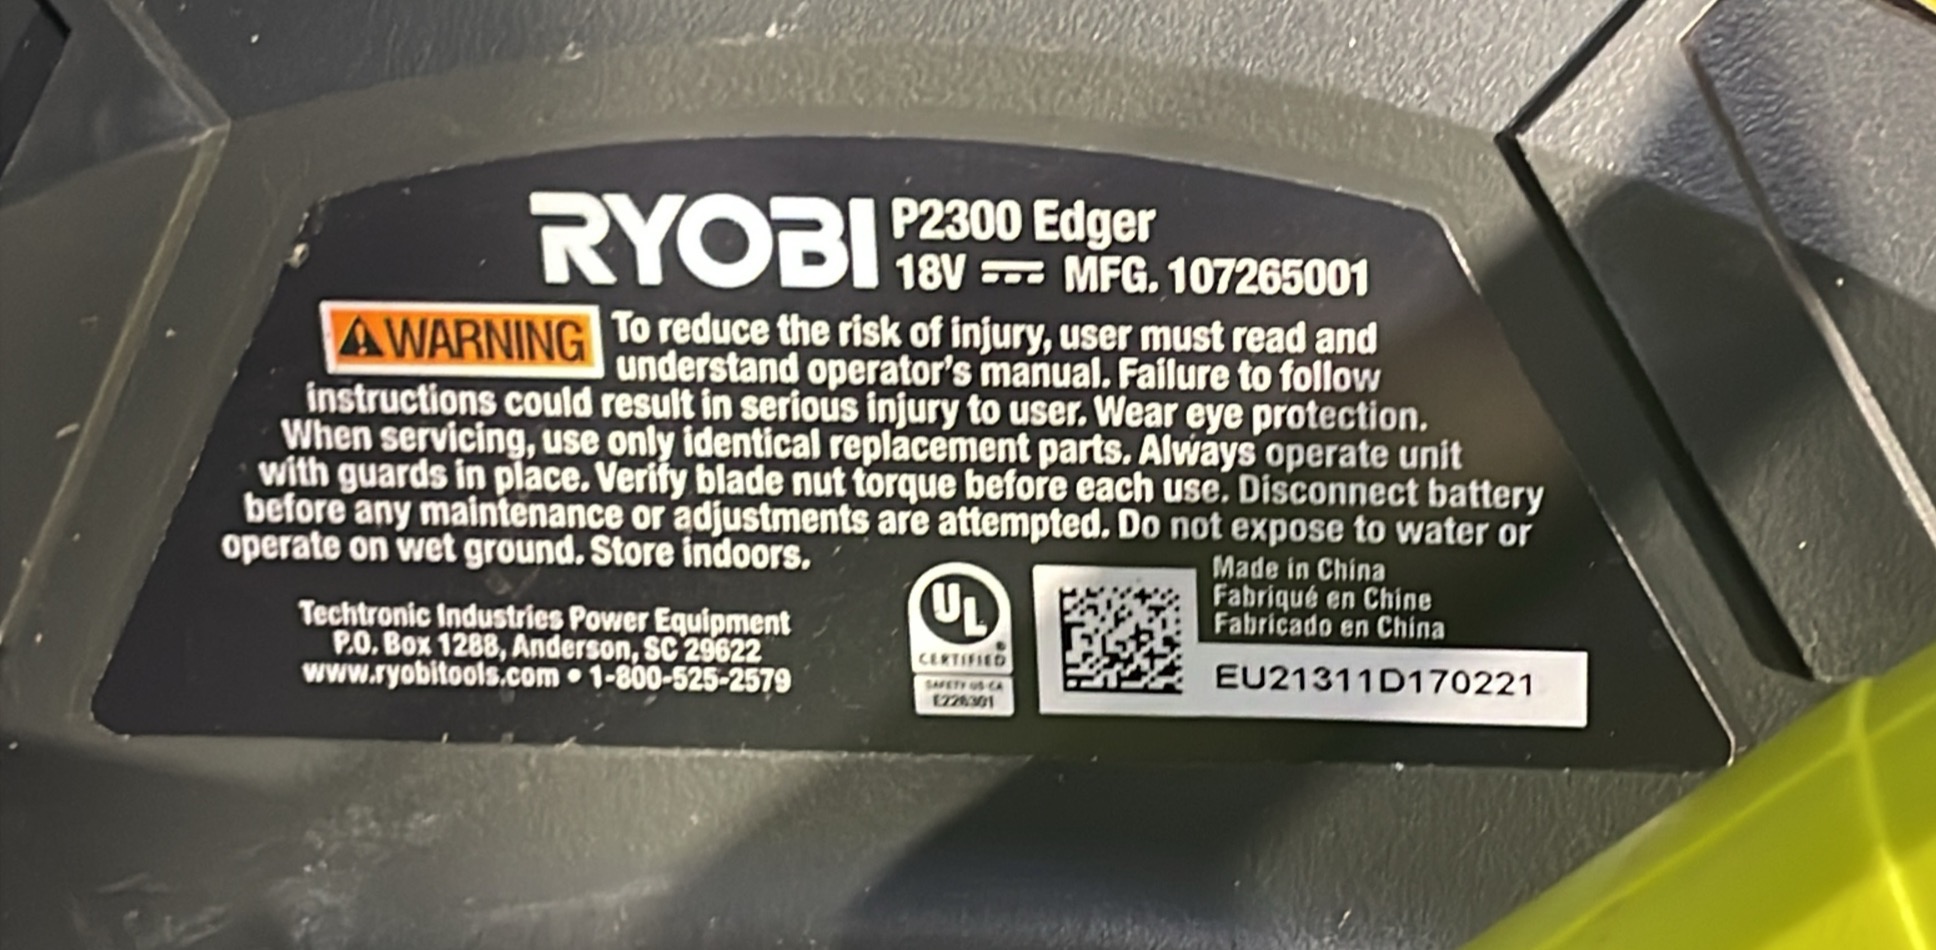 RYOBI P2300 Edger
18V ⎓ MFG. 107265001
⚠WARNING To reduce the risk of injury, user must read and
understand operator's manual. Failure to follow
instructions could result in serious injury to user. Wear eye protection.
When servicing, use only identical replacement parts. Always operate unit
with guards in place. Verify blade nut torque before each use. Disconnect battery
before any maintenance or adjustments are attempted. Do not expose to water or
operate on wet ground. Store indoors.
Techtronic Industries Power Equipment
P.O. Box 1288, Anderson, SC 29622
www.ryobitools.com • 1-800-525-2579
UL
CERTIFIED
SAFETY US-CA
E226301
Made in China
Fabriqué en Chine
Fabricado en China
EU21311D170221